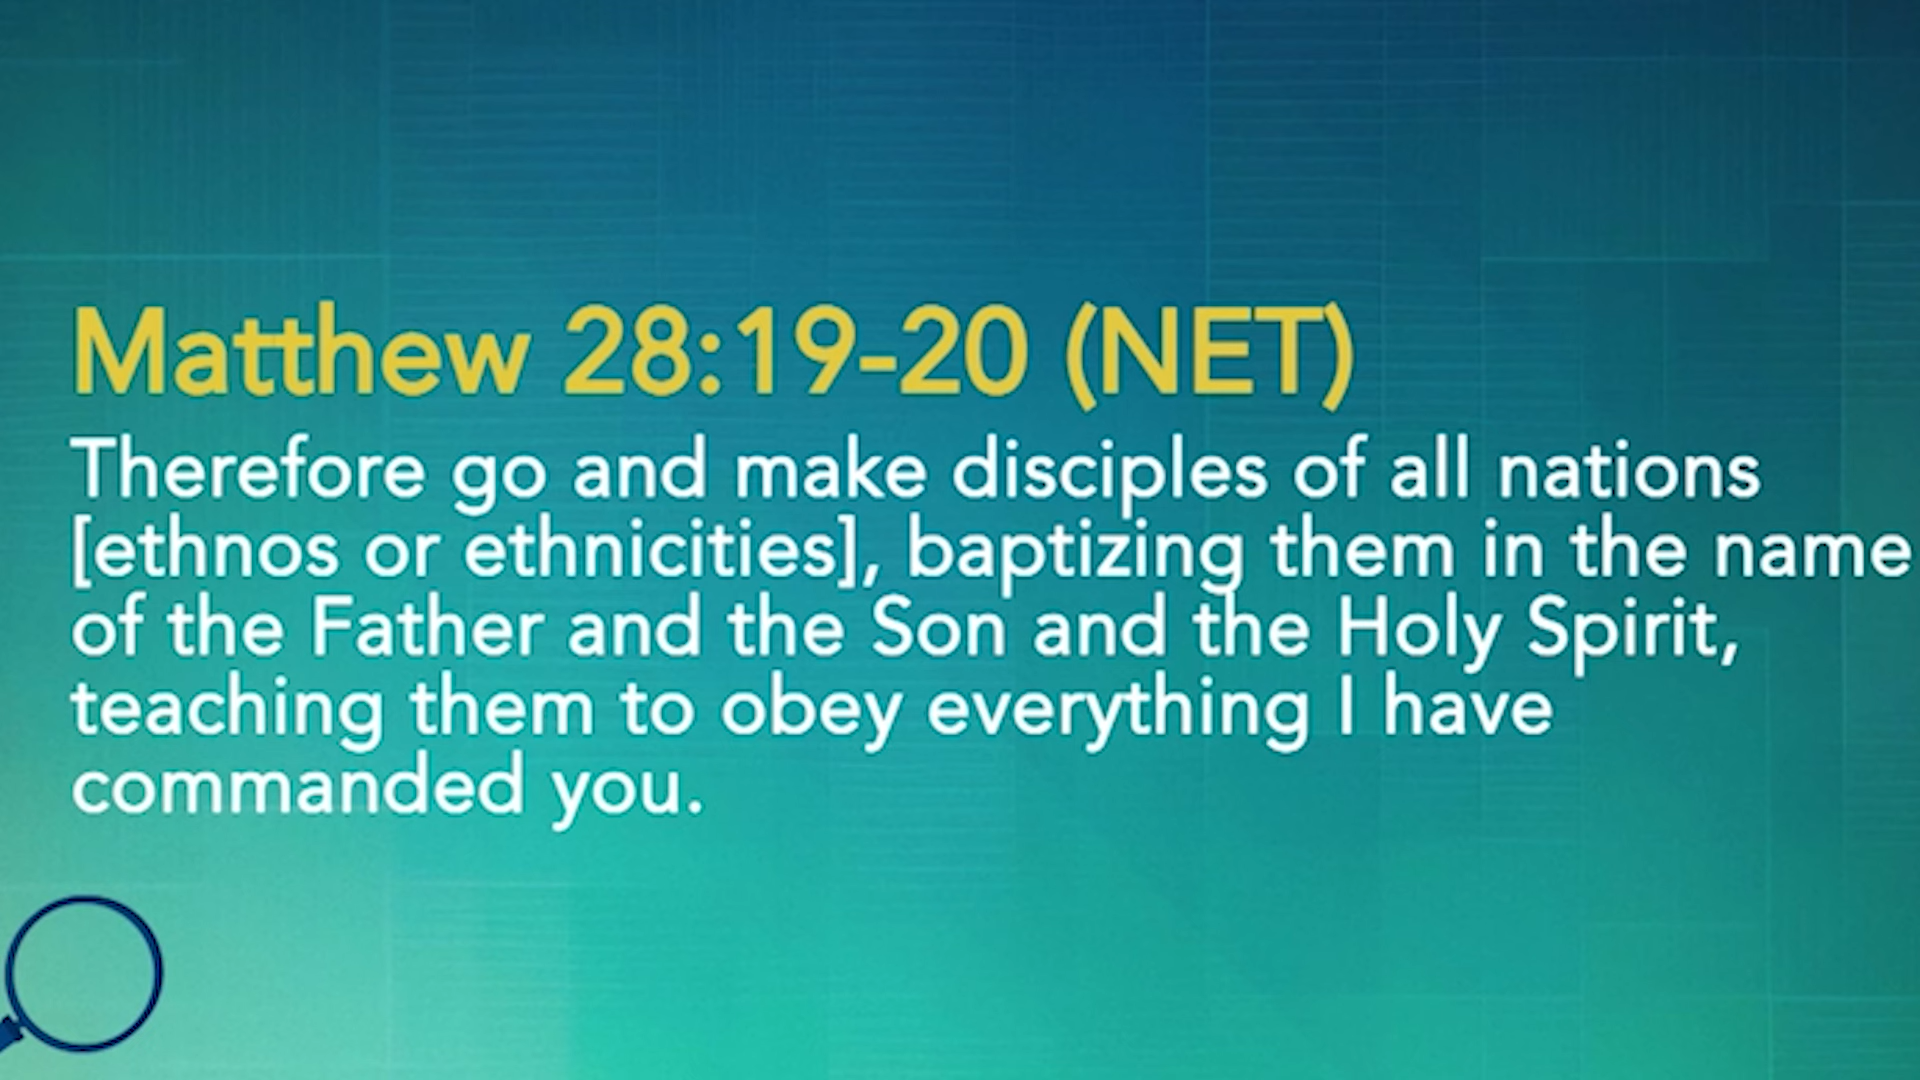 Matthew 28:19-20 (NET)
Therefore go and make disciples of all nations
[ethnos or ethnicities], baptizing them in the name
of the Father and the Son and the Holy Spirit,
teaching them to obey everything I have
commanded you.